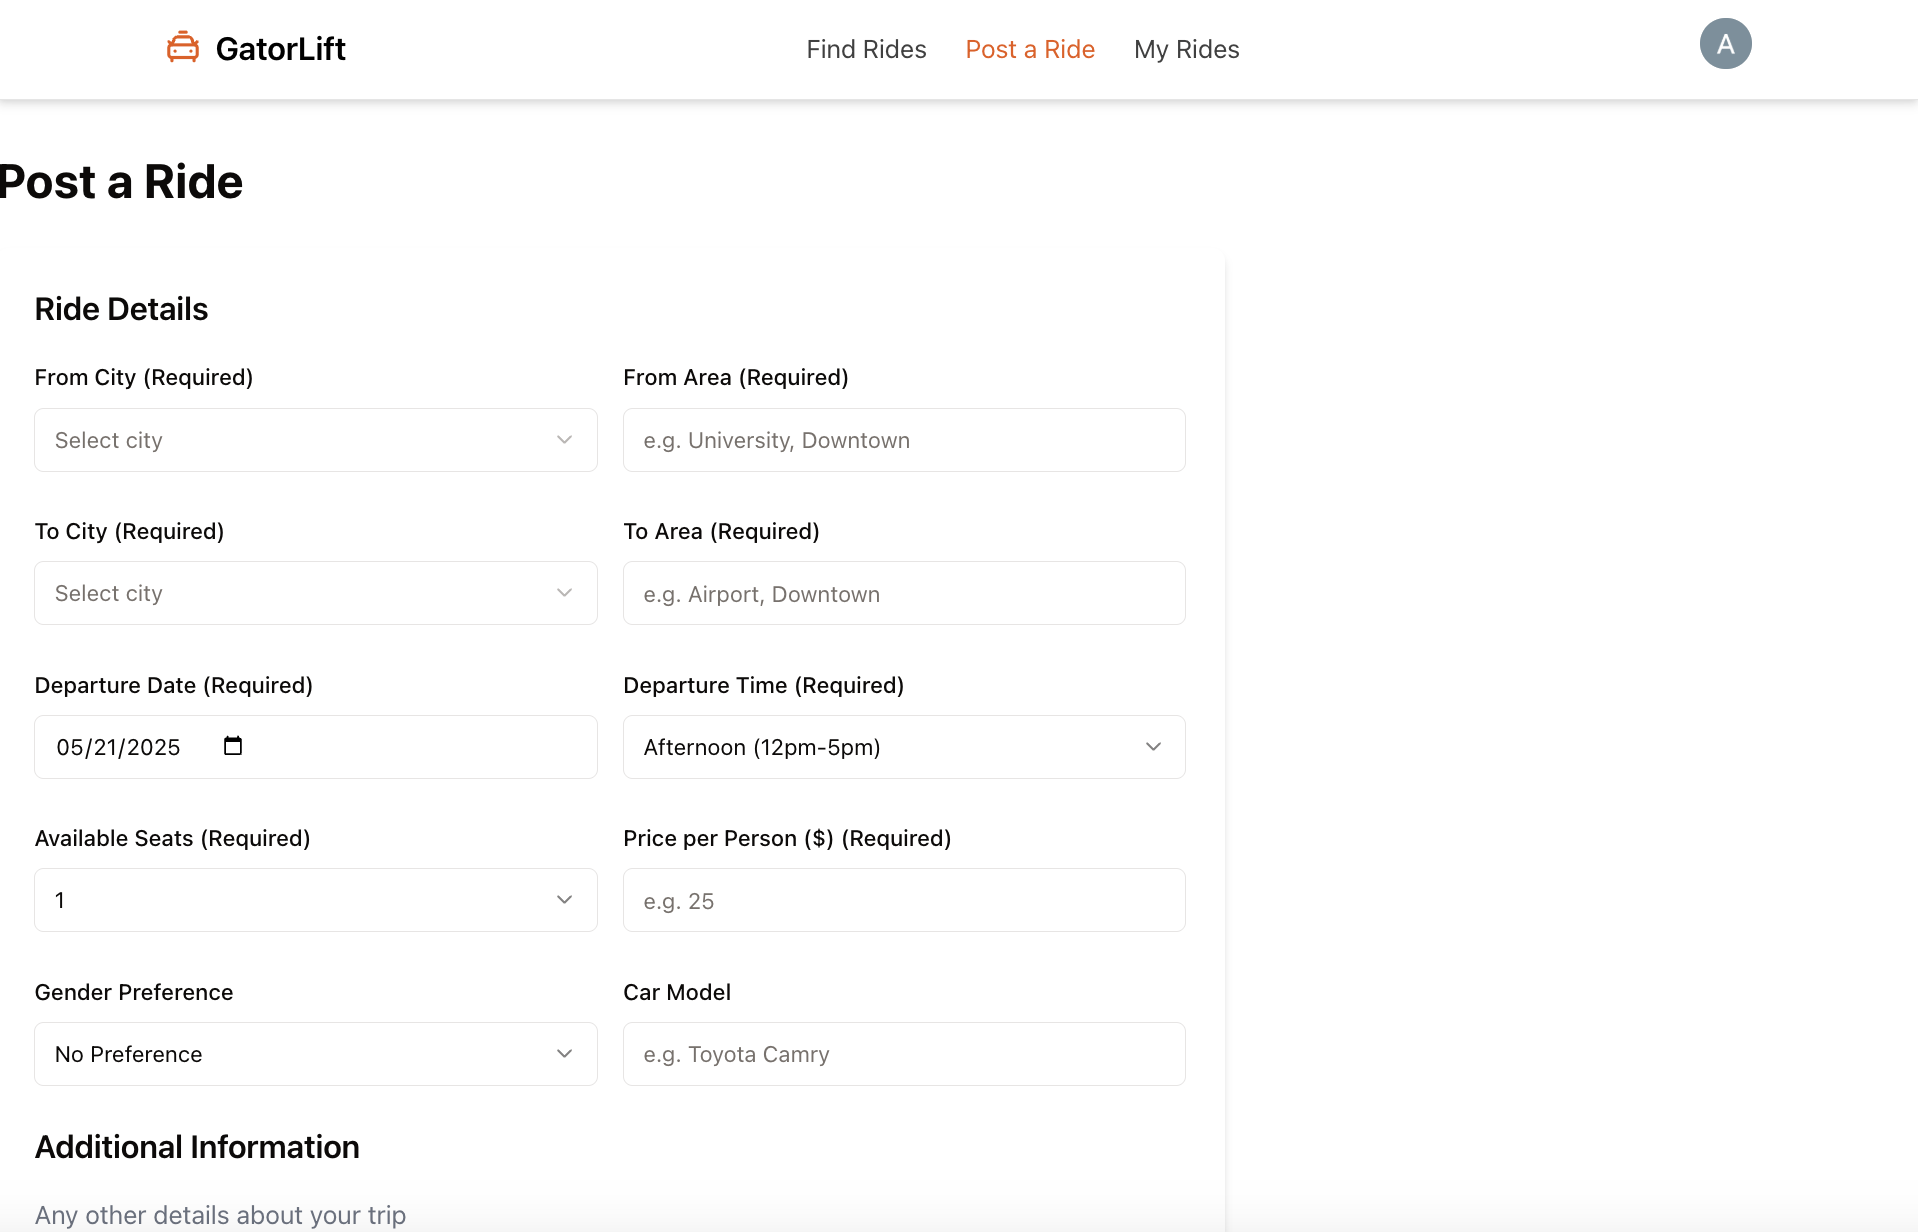 GatorLift
Find Rides
Post a Ride
My Rides
A
Post a Ride
Ride Details
From City (Required)
From Area (Required)
Select city
e.g. University, Downtown
To City (Required)
To Area (Required)
Select city
e.g. Airport, Downtown
Departure Date (Required)
Departure Time (Required)
05/21/2025
Afternoon (12pm-5pm)
Available Seats (Required)
Price per Person ($) (Required)
1
e.g. 25
Gender Preference
Car Model
No Preference
e.g. Toyota Camry
Additional Information
Any other details about your trip